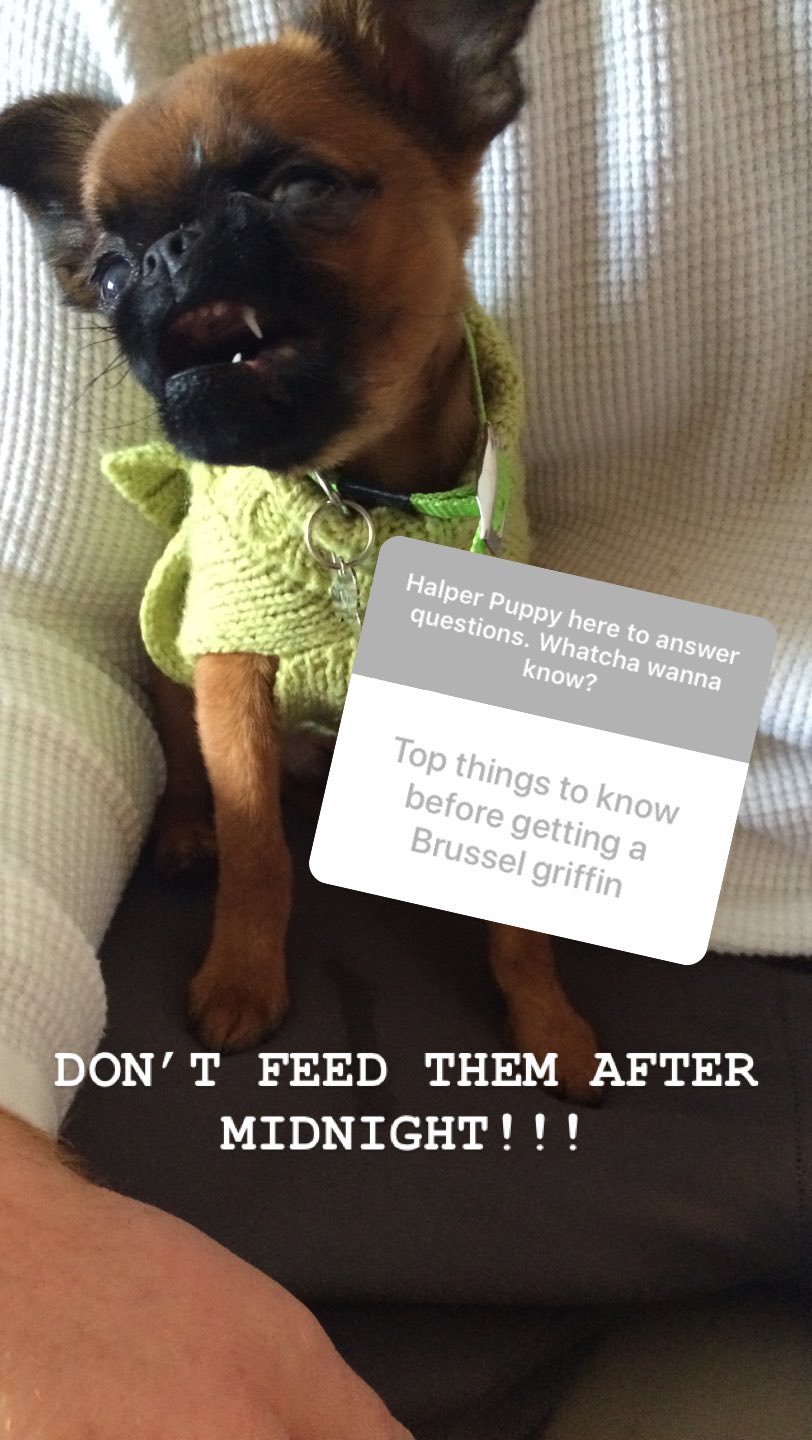 Halper Puppy here to answer
questions. Whatcha wanna
know?
Top things to know
before getting a
Brussel griffin
DON'T FEED THEM AFTER
MIDNIGHT!!!